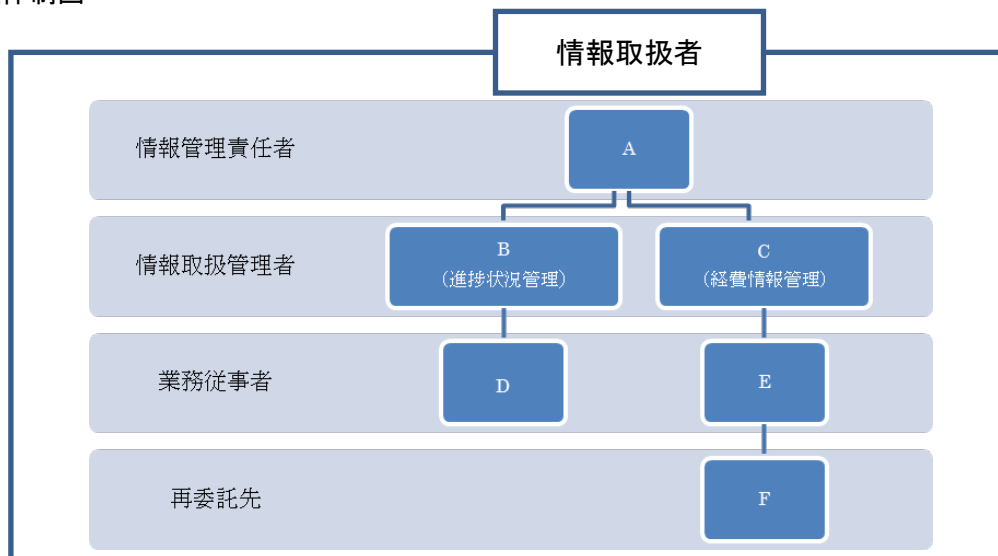 情報取扱者
情報管理責任者
A
情報取扱管理者
B
(進捗状況管理)
C
(経費情報管理)
業務従事者
D
E
再委託先
F